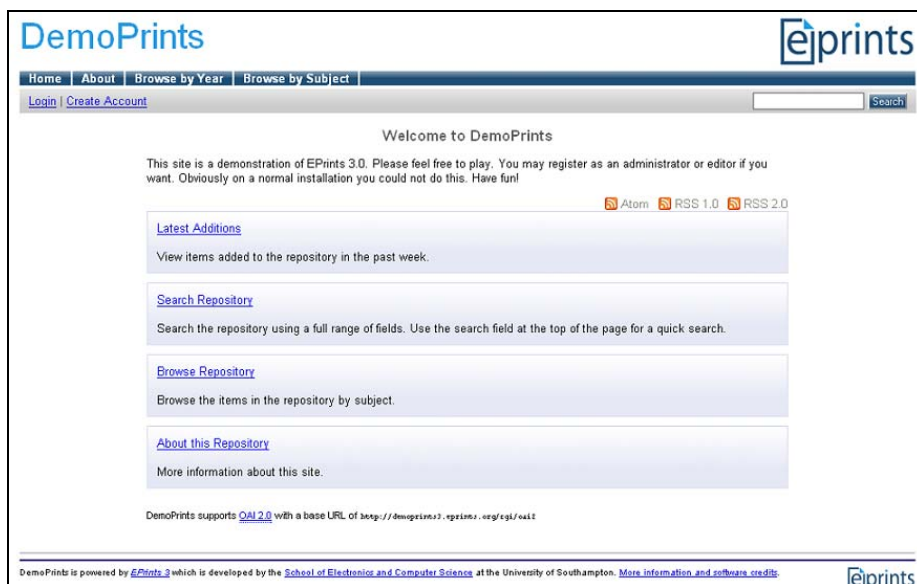 DemoPrints
eprints
Home | About | Browse by Year | Browse by Subject |
Login | Create Account
Search
Welcome to DemoPrints
This site is a demonstration of EPrints 3.0. Please feel free to play. You may register as an administrator or editor if you
want. Obviously on a normal installation you could not do this. Have fun!
Atom RSS 1.0 RSS 2.0
Latest Additions
View items added to the repository in the past week.
Search Repository
Search the repository using a full range of fields. Use the search field at the top of the page for a quick search.
Browse Repository
Browse the items in the repository by subject.
About this Repository
More information about this site.
DemoPrints supports OAI 2.0 with a base URL of http://demoprints3.eprints.org/cgi/oai2
DemoPrints is powered by EPrints 3 which is developed by the School of Electronics and Computer Science at the University of Southampton. More information and software credits.
eprints